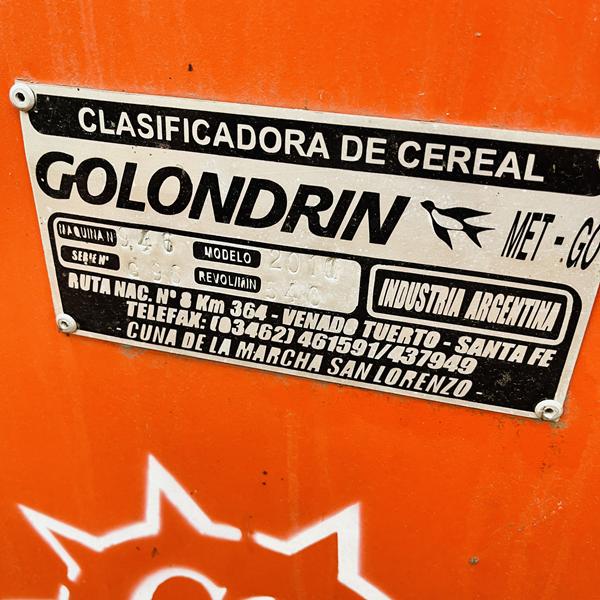 CLASIFICADORA DE CEREAL
GOLONDRIN MET - GO
MAQUINA Nº MODELO
SERIE Nº REVOL/MIN 540
INDUSTRIA ARGENTINA
RUTA NAC. Nº 8 Km 364 - VENADO TUERTO - SANTA FE
TELEFAX: (03462) 461591/437949
- CUNA DE LA MARCHA SAN LORENZO -